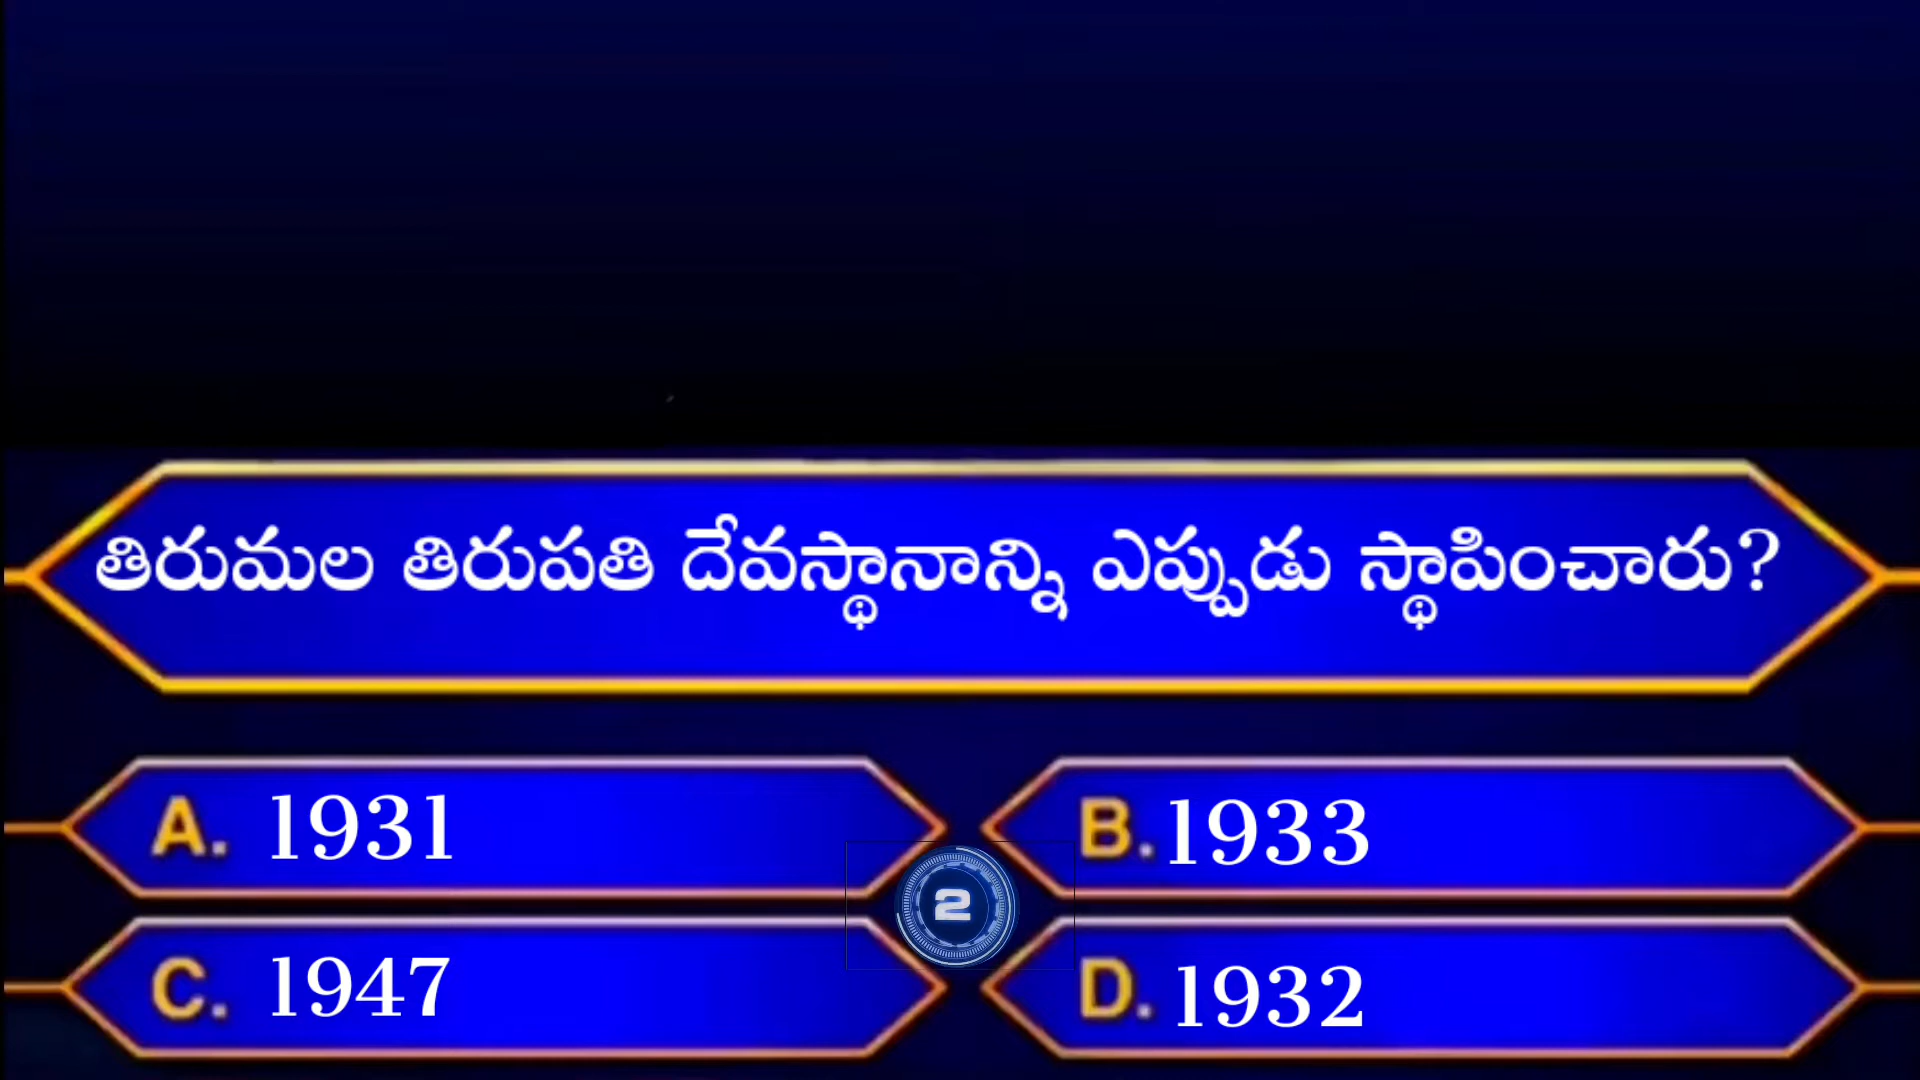 తిరుమల తిరుపతి దేవస్థానాన్ని ఎప్పుడు స్థాపించారు?
A. 1931
B. 1933
2
C. 1947
D. 1932